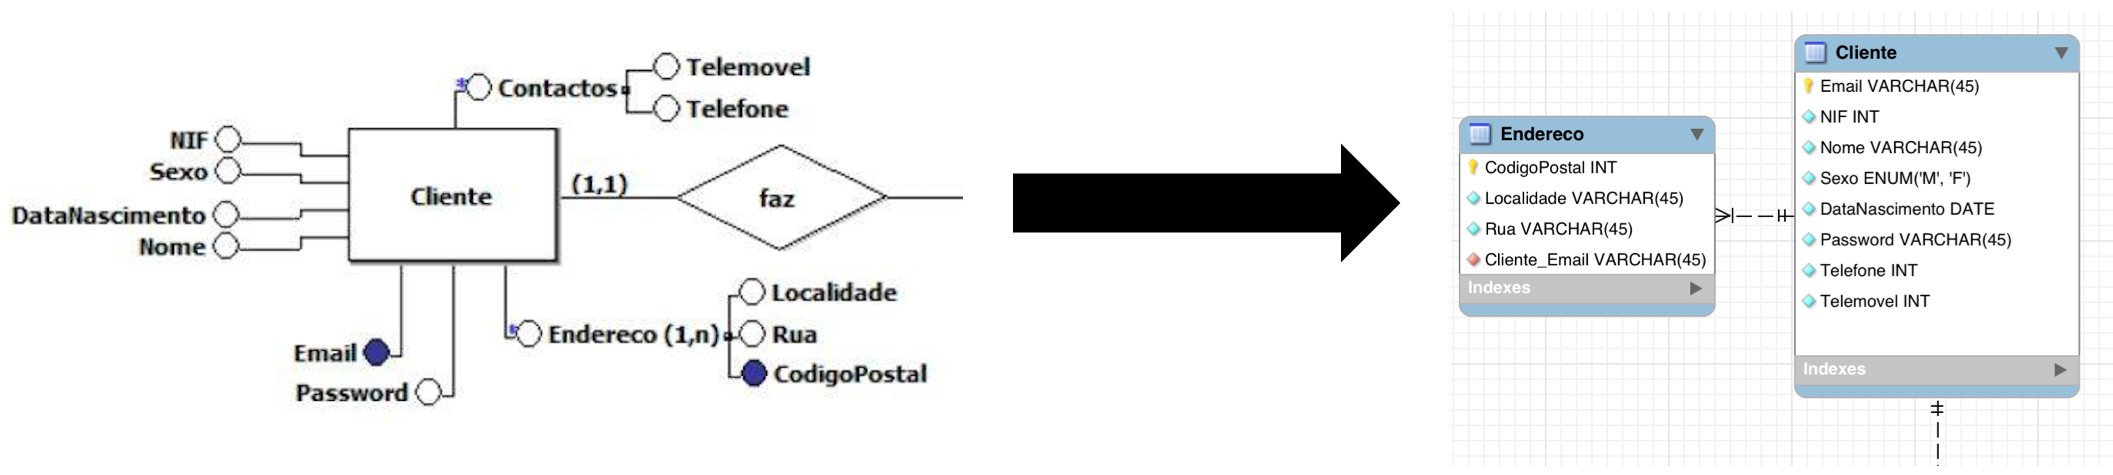 * Contactos
Telemovel
Telefone
NIF
Sexo
DataNascimento
Nome
Cliente
(1,1)
faz
Email
Password
* Endereco (1,n)
Localidade
Rua
CodigoPostal
Endereco
CodigoPostal INT
Localidade VARCHAR(45)
Rua VARCHAR(45)
Cliente_Email VARCHAR(45)
Indexes
Cliente
Email VARCHAR(45)
NIF INT
Nome VARCHAR(45)
Sexo ENUM('M', 'F')
DataNascimento DATE
Password VARCHAR(45)
Telefone INT
Telemovel INT
Indexes